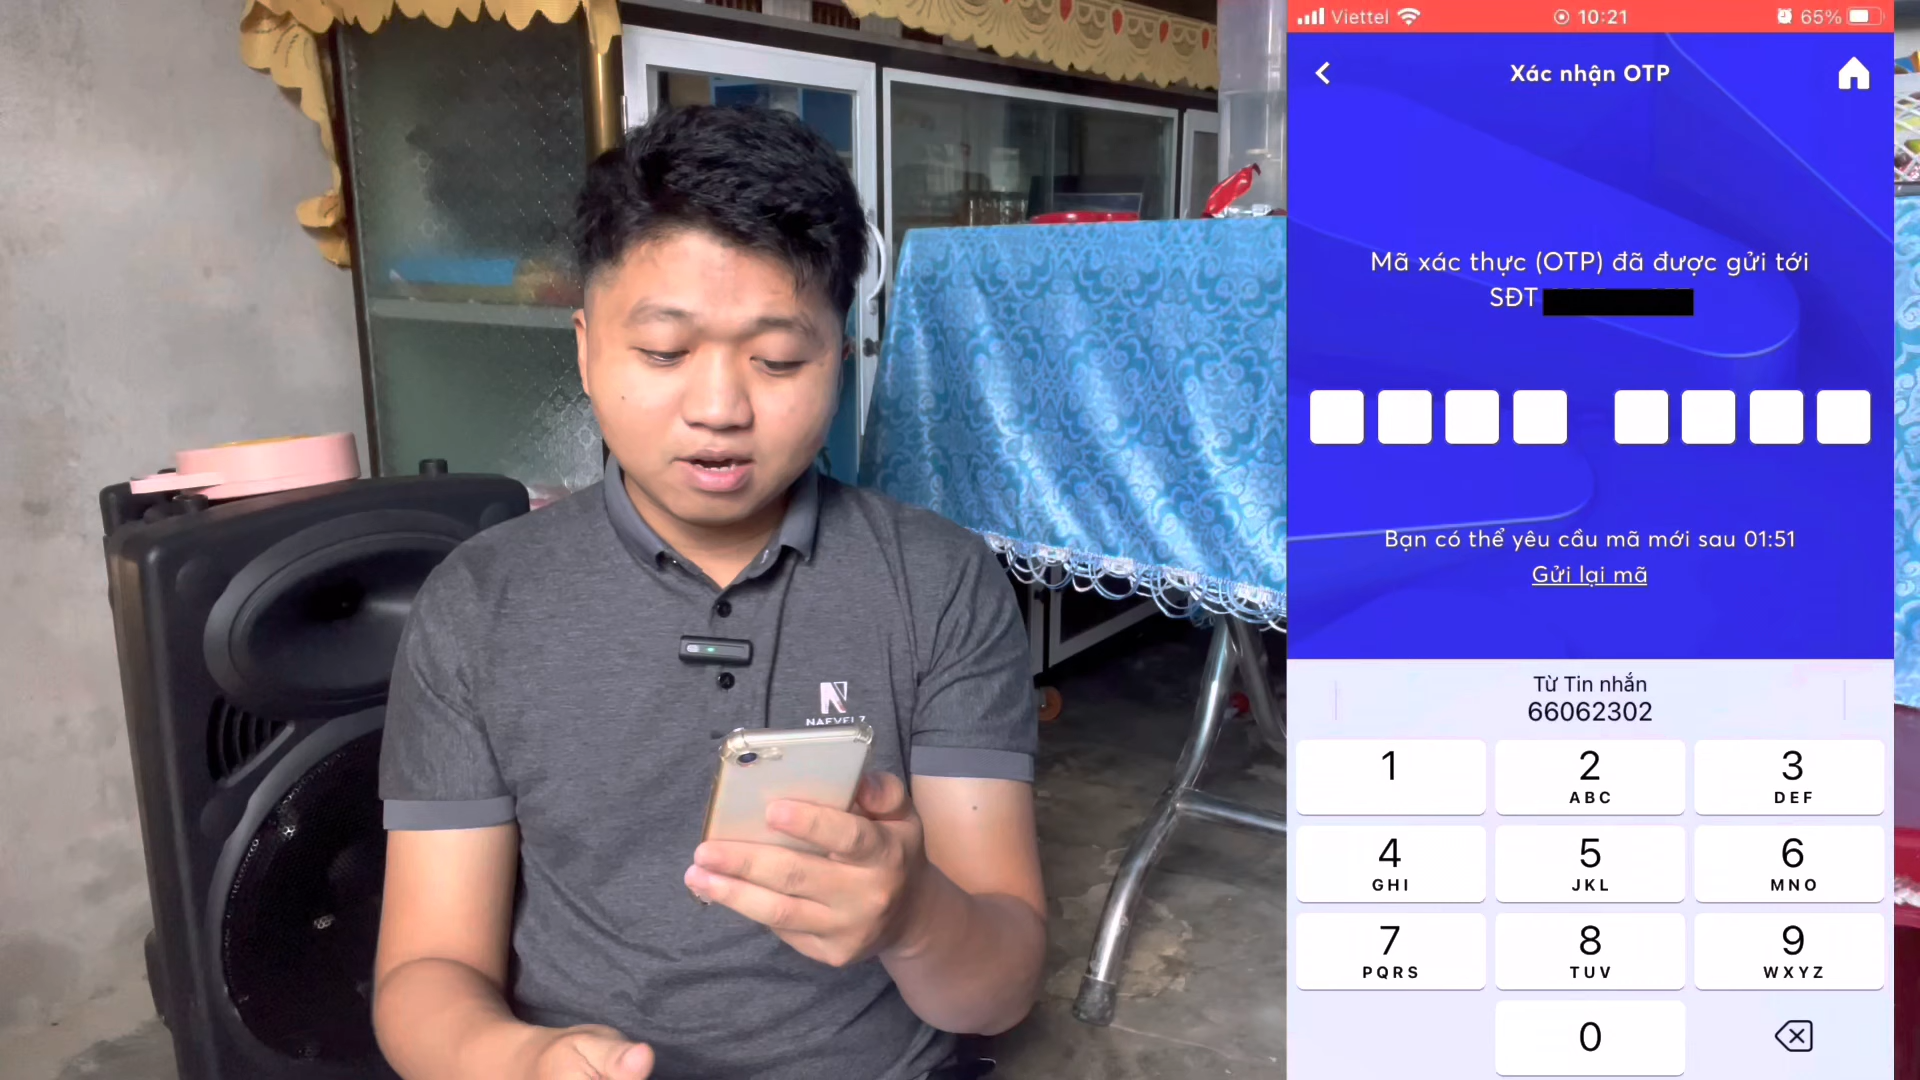 Viettel 10:21 65%
Xác nhận OTP
Mã xác thực (OTP) đã được gửi tới
SĐT
Bạn có thể yêu cầu mã mới sau 01:51
Gửi lại mã
Từ Tin nhắn
66062302
1
2 ABC
3 DEF
4 GHI
5 JKL
6 MNO
7 PQRS
8 TUV
9 WXYZ
0
N